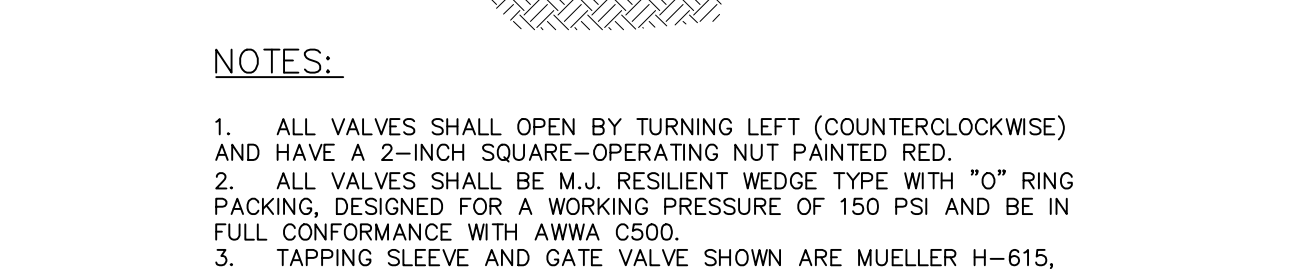 NOTES:
1. ALL VALVES SHALL OPEN BY TURNING LEFT (COUNTERCLOCKWISE)
AND HAVE A 2-INCH SQUARE-OPERATING NUT PAINTED RED.
2. ALL VALVES SHALL BE M.J. RESILIENT WEDGE TYPE WITH "O" RING
PACKING, DESIGNED FOR A WORKING PRESSURE OF 150 PSI AND BE IN
FULL CONFORMANCE WITH AWWA C500.
3. TAPPING SLEEVE AND GATE VALVE SHOWN ARE MUELLER H-615,